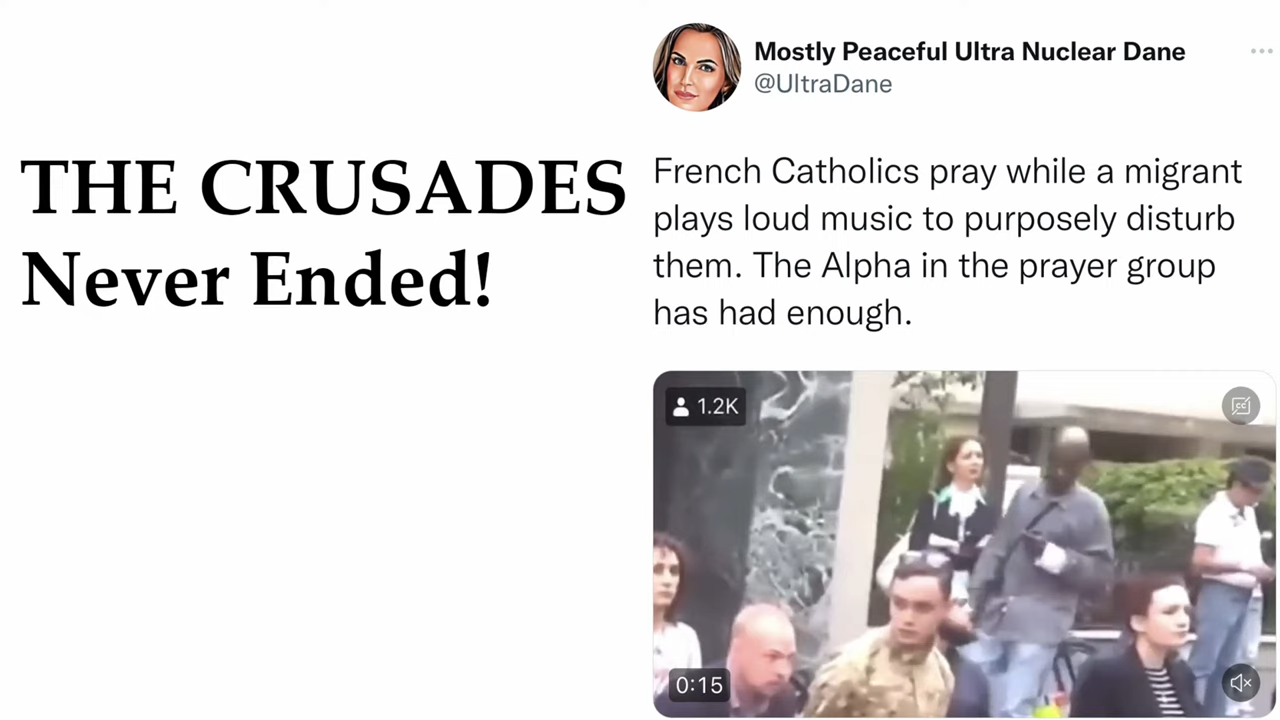 THE CRUSADES
Never Ended!
Mostly Peaceful Ultra Nuclear Dane
@UltraDane
French Catholics pray while a migrant
plays loud music to purposely disturb
them. The Alpha in the prayer group
has had enough.
1.2K
CC
0:15